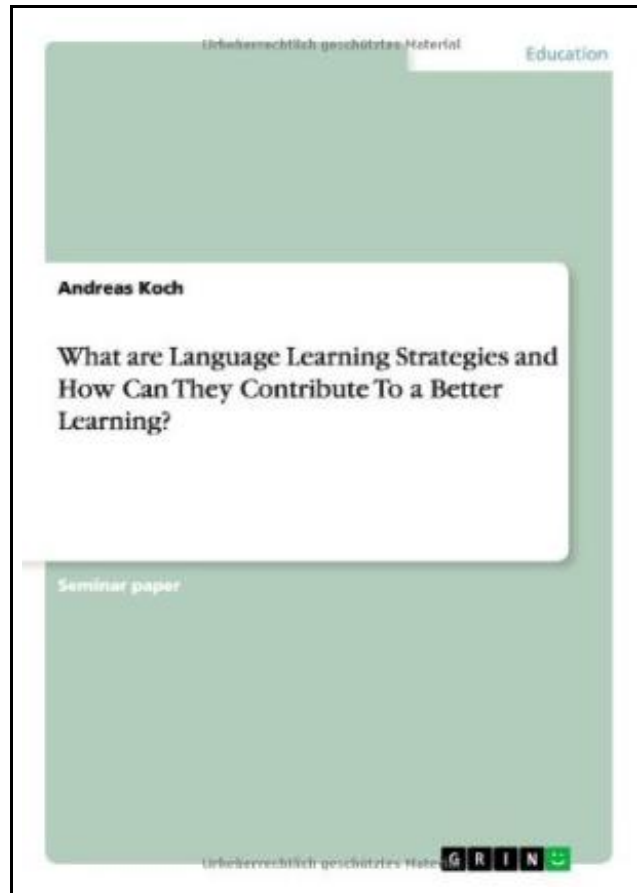 Urheberrechtlich geschütztes Material
Education
Andreas Koch
What are Language Learning Strategies and
How Can They Contribute To a Better
Learning?
Seminar paper
Urheberrechtlich geschütztes Mate
GRIN